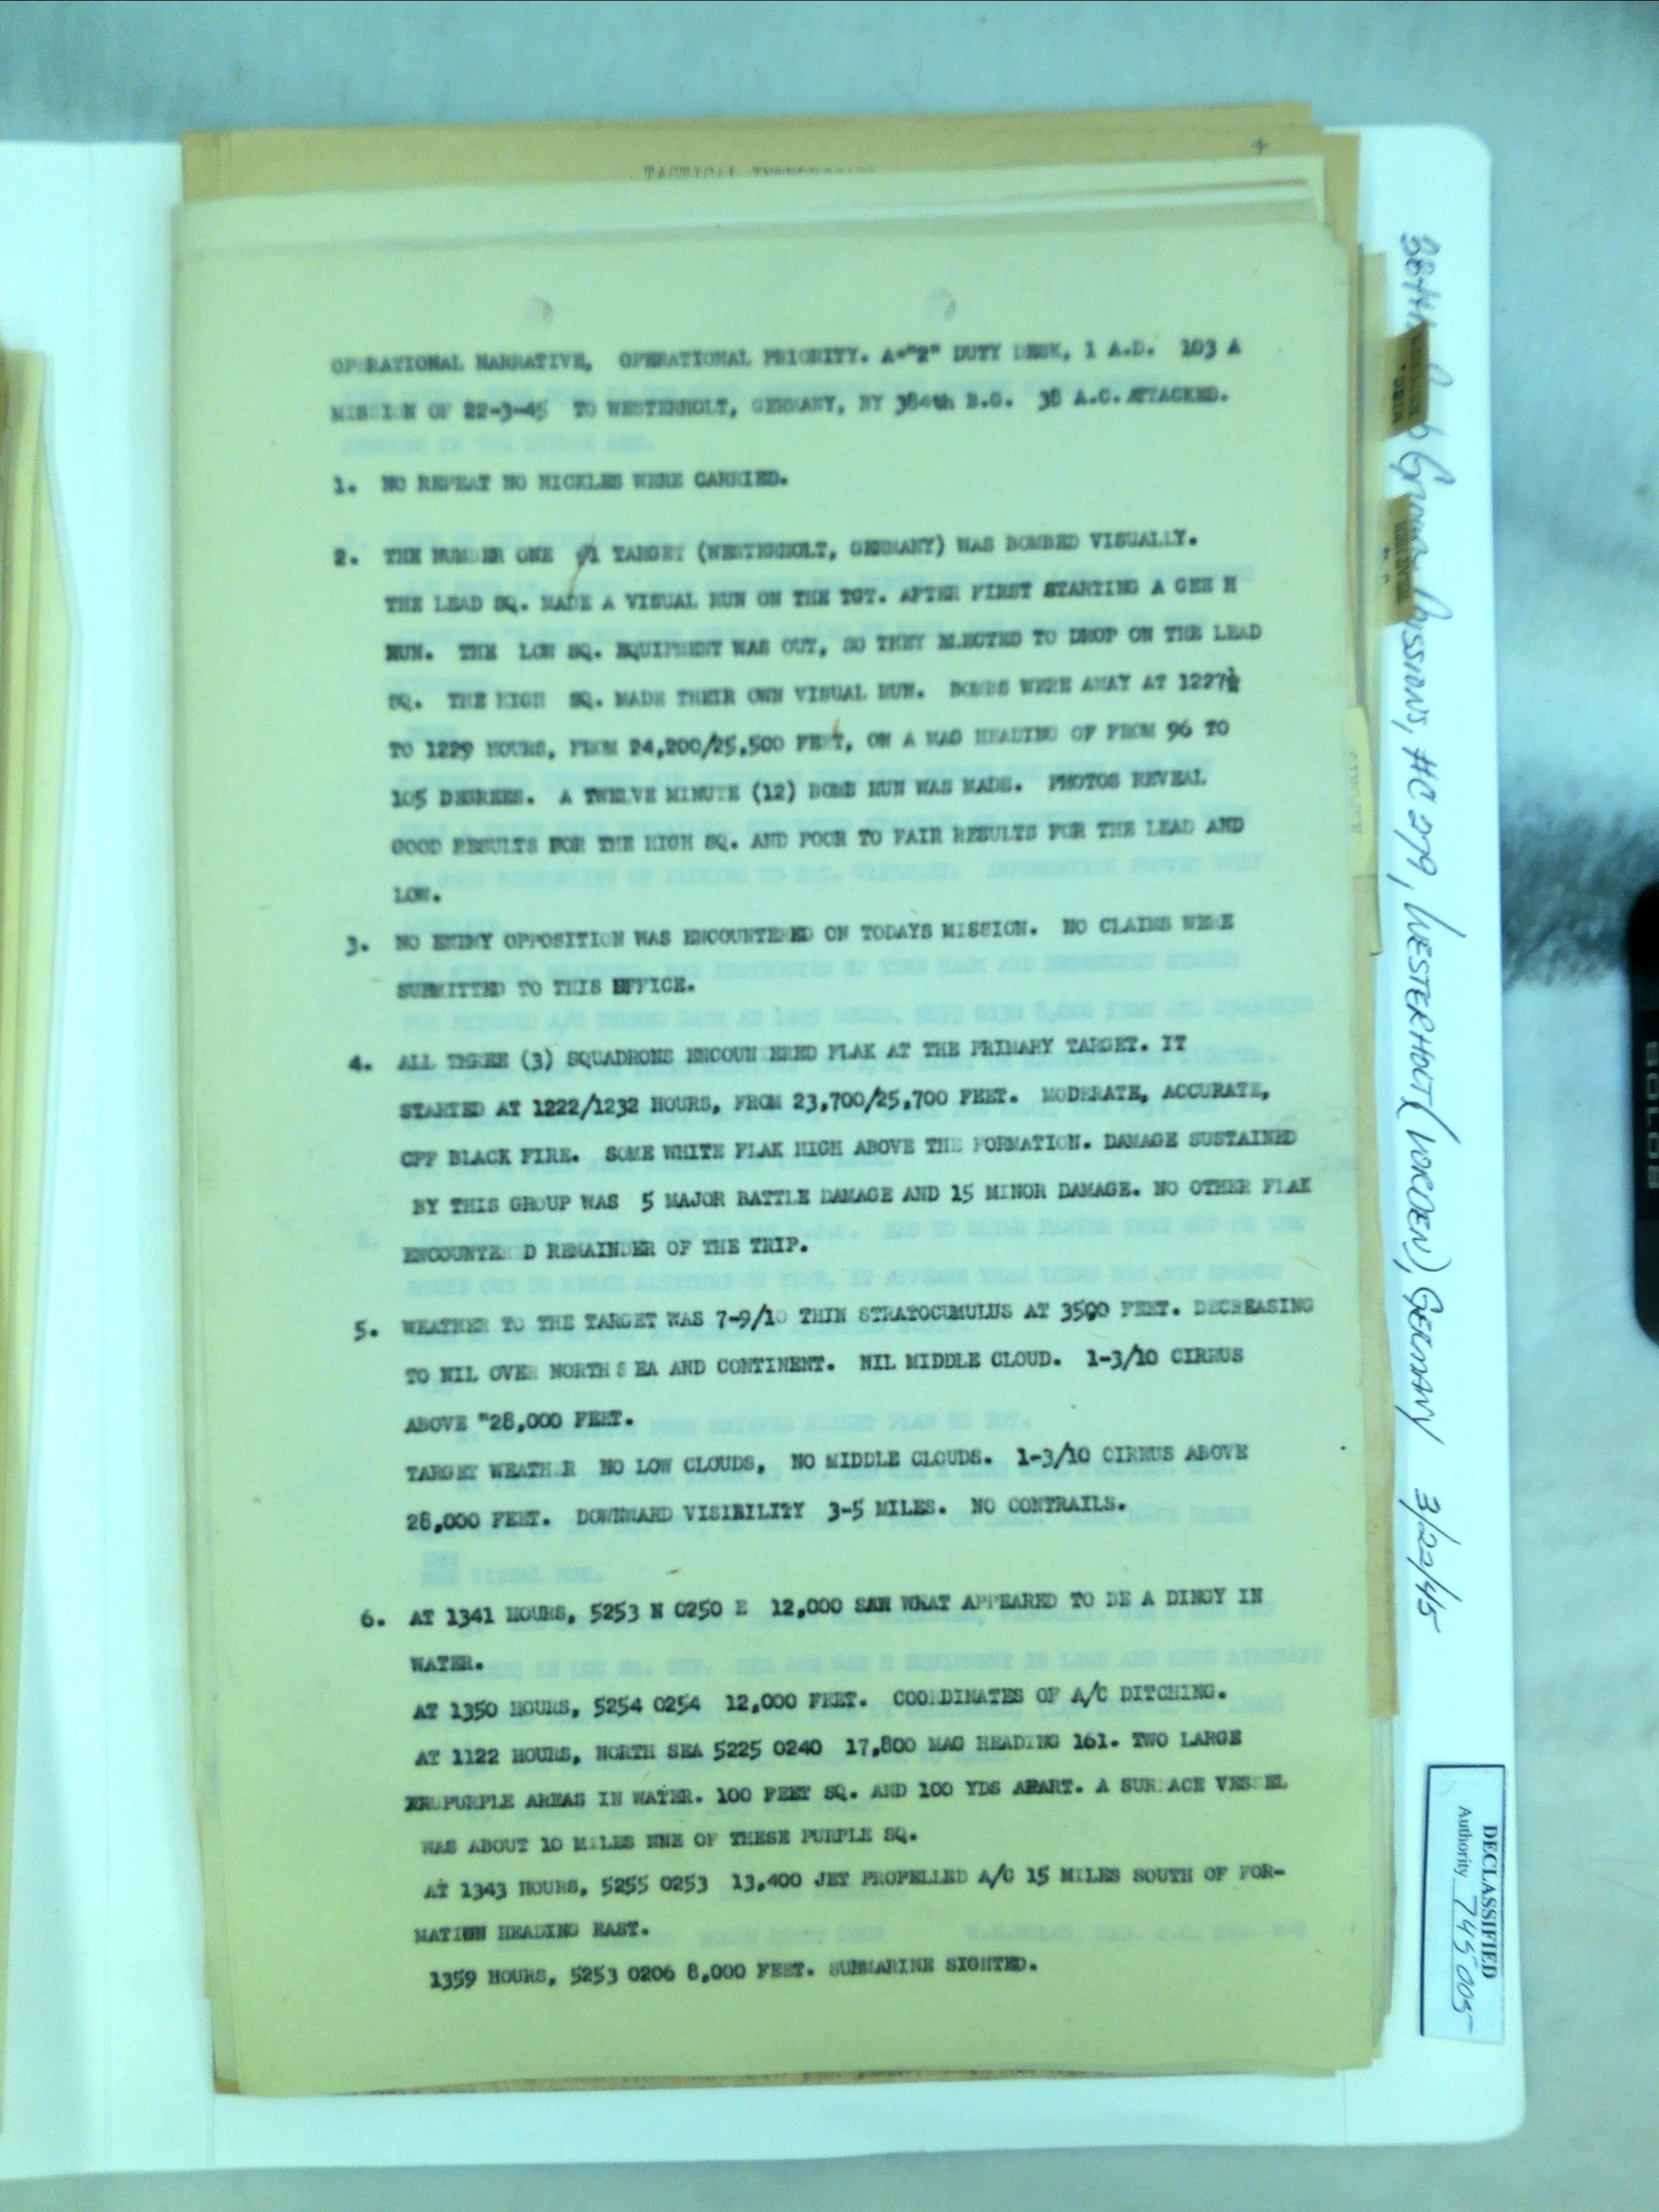 OPERATIONAL NARRATIVE, OPERATIONAL PRIORITY. A-"2" DUTY DESK, 1 A.D. 103 A
MISSION OF 22-3-45 TO WESTERHOLT, GERMANY, BY 384th B.G. 38 A.C. ATTACKED.
1. NO REPEAT NO NICKLES WERE CARRIED.
2. THE NUMBER ONE #1 TARGET (WESTERHOLT, GERMANY) WAS BOMBED VISUALLY.
THE LEAD SQ. MADE A VISUAL RUN ON THE TGT. AFTER FIRST STARTING A GEE H
RUN. THE LOW SQ. EQUIPMENT WAS OUT, SO THEY ELECTED TO DROP ON THE LEAD
SQ. THE HIGH SQ. MADE THEIR OWN VISUAL RUN. BOMBS WERE AWAY AT 1227½
TO 1229 HOURS, FROM 24,200/25,500 FEET, ON A MAG HEADING OF FROM 96 TO
105 DEGREES. A TWELVE MINUTE (12) BOMB RUN WAS MADE. PHOTOS REVEAL
GOOD RESULTS FOR THE HIGH SQ. AND POOR TO FAIR RESULTS FOR THE LEAD AND
LOW.
3. NO ENEMY OPPOSITION WAS ENCOUNTERED ON TODAYS MISSION. NO CLAIMS WERE
SUBMITTED TO THIS OFFICE.
4. ALL THREE (3) SQUADRONS ENCOUN ERED FLAK AT THE PRIMARY TARGET. IT
STARTED AT 1222/1232 HOURS, FROM 23,700/25,700 FEET. MODERATE, ACCURATE,
CPF BLACK FIRE. SOME WHITE FLAK HIGH ABOVE THE FORMATION. DAMAGE SUSTAINED
BY THIS GROUP WAS 5 MAJOR BATTLE DAMAGE AND 15 MINOR DAMAGE. NO OTHER FLAK
ENCOUNTE D REMAINDER OF THE TRIP.
5. WEATHER TO THE TARGET WAS 7-9/10 THIN STRATOCUMULUS AT 3500 FEET. DECREASING
TO NIL OVER NORTH S EA AND CONTINENT. NIL MIDDLE CLOUD. 1-3/10 CIRRUS
ABOVE "28,000 FEET.
TARGET WEATHER NO LOW CLOUDS, NO MIDDLE CLOUDS. 1-3/10 CIRRUS ABOVE
28,000 FEET. DOWNWARD VISIBILITY 3-5 MILES. NO CONTRAILS.
6. AT 1341 HOURS, 5253 N 0250 E 12,000 SAW WHAT APPEARED TO BE A DINGY IN
WATER.
AT 1350 HOURS, 5254 0254 12,000 FEET. COORDINATES OF A/C DITCHING.
AT 1122 HOURS, NORTH SEA 5225 0240 17,800 MAG HEADING 161. TWO LARGE
PURPLE AREAS IN WATER. 100 FEET SQ. AND 100 YDS APART. A SURFACE VESSEL
WAS ABOUT 10 MILES NNE OF THESE PURPLE SQ.
AT 1343 HOURS, 5255 0253 13,400 JET PROPELLED A/C 15 MILES SOUTH OF FOR-
MATION HEADING EAST.
1359 HOURS, 5253 0206 8,000 FEET. SUBMARINE SIGHTED.
384th Bomb Group Missions, #0279, WESTERHOLT (VORDEN), GERMANY 3/22/45
DECLASSIFIED
Authority 745005